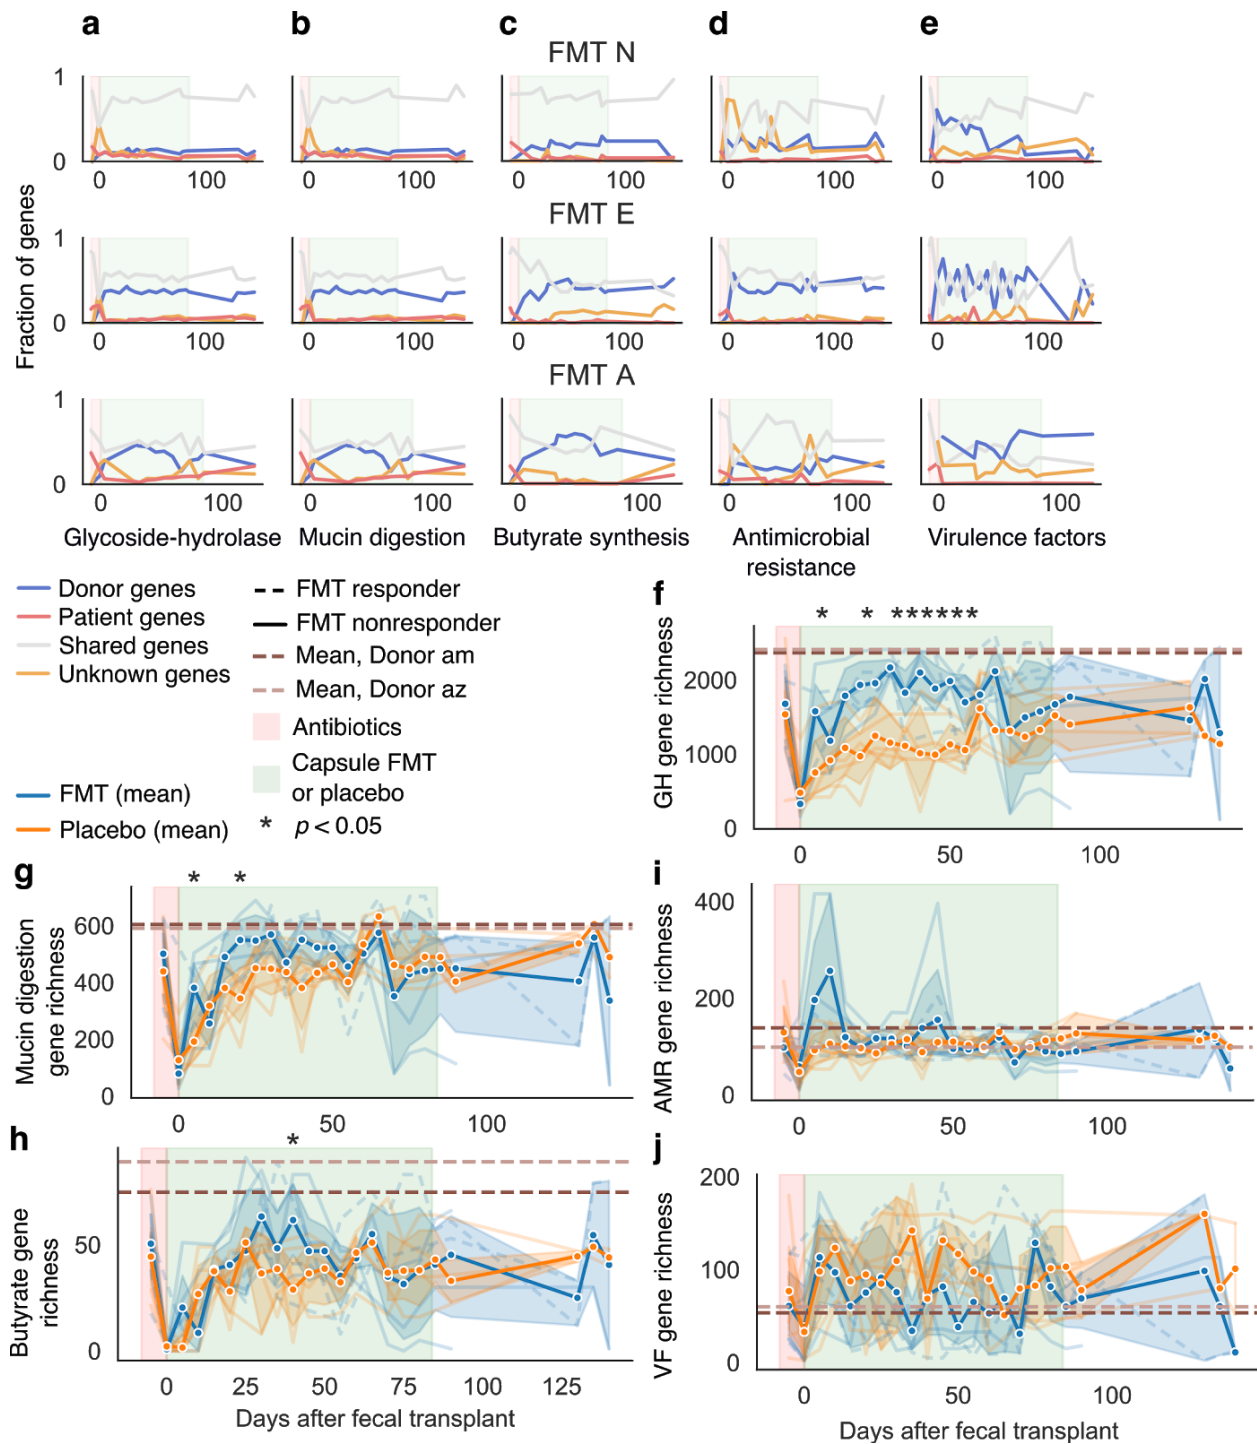 a b c d e
FMT N
1
0
0 100 0 100 0 100 0 100 0 100
FMT E
1
0
0 100 0 100 0 100 0 100 0 100
FMT A
1
0
0 100 0 100 0 100 0 100 0 100
Fraction of genes
Glycoside-hydrolase
Mucin digestion
Butyrate synthesis
Antimicrobial
resistance
Virulence factors
Donor genes
Patient genes
Shared genes
Unknown genes
FMT (mean)
Placebo (mean)
FMT responder
FMT nonresponder
Mean, Donor am
Mean, Donor az
Antibiotics
Capsule FMT
or placebo
* p < 0.05
f
* * * * * * * *
GH gene richness
2000
1000
0
0 50 100
g
* *
Mucin digestion
gene richness
600
400
200
0
0 50 100
h
*
Butyrate gene
richness
50
0
0 25 50 75 100 125
Days after fecal transplant
i
AMR gene richness
400
200
0
0 50 100
j
VF gene richness
200
100
0
0 50 100
Days after fecal transplant